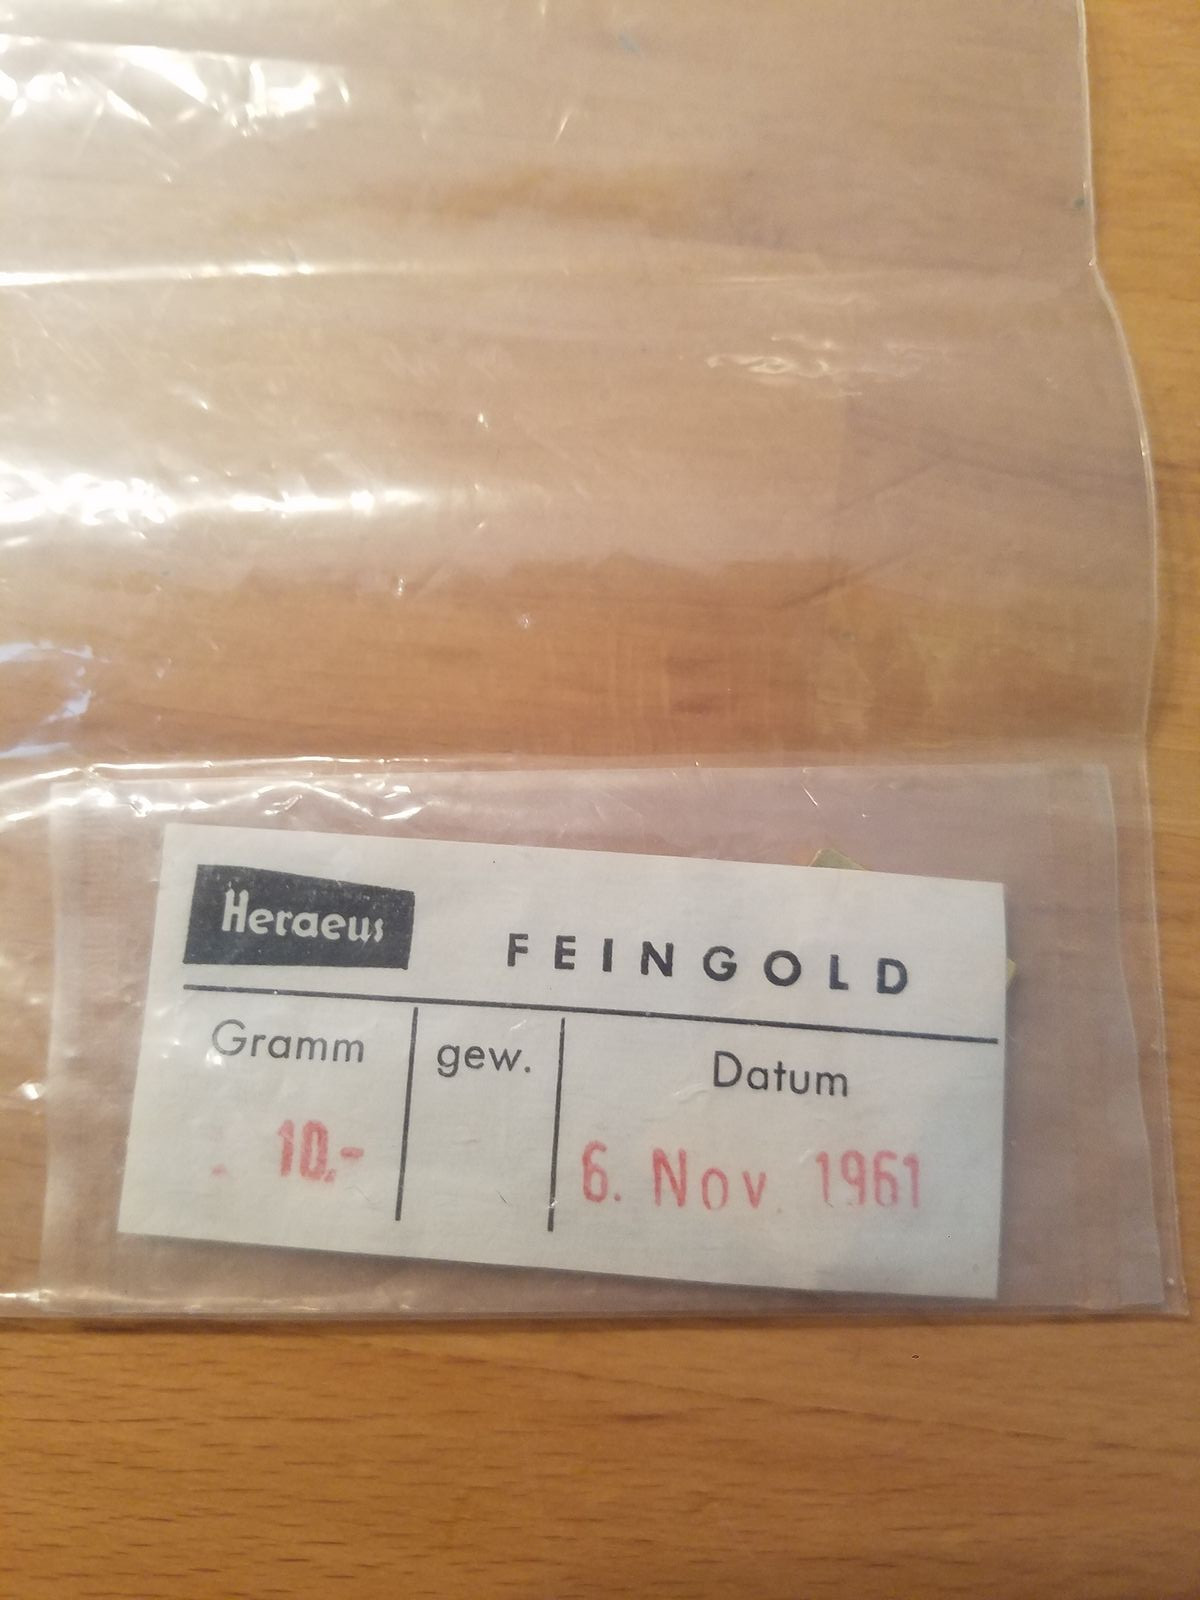 Heraeus
FEINGOLD
Gramm gew. Datum
10.- 6. Nov. 1961